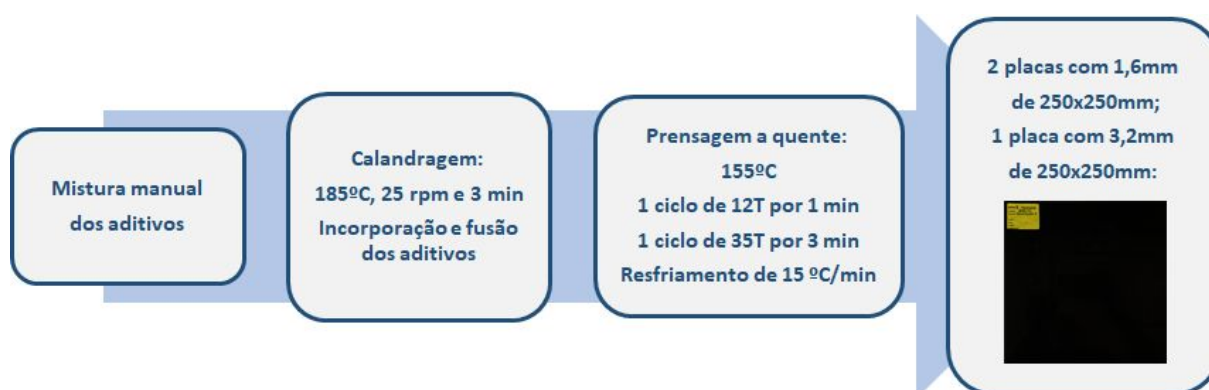 Mistura manual
dos aditivos
Calandragem:
185ºC, 25 rpm e 3 min
Incorporação e fusão
dos aditivos
Prensagem a quente:
155ºC
1 ciclo de 12T por 1 min
1 ciclo de 35T por 3 min
Resfriamento de 15 ºC/min
2 placas com 1,6mm
de 250x250mm;
1 placa com 3,2mm
de 250x250mm: